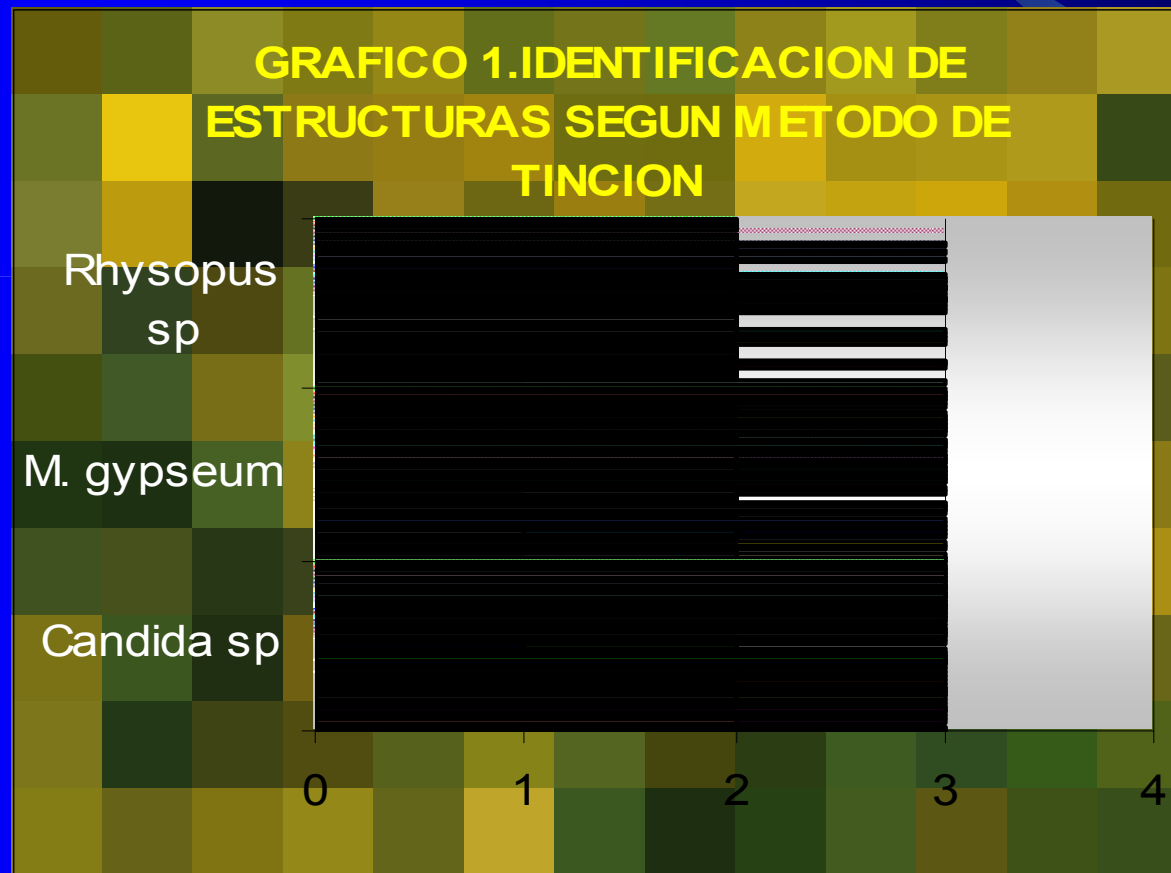 GRAFICO 1.IDENTIFICACION DE
ESTRUCTURAS SEGUN METODO DE
TINCION
Rhysopus
sp
M. gypseum
Candida sp
0 1 2 3 4